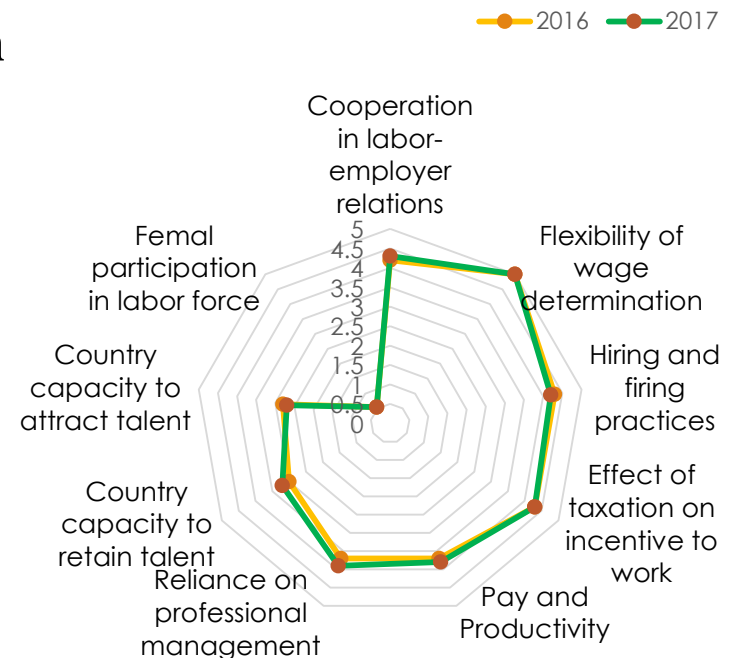 2016
2017
Cooperation
in labor-
employer
relations
Flexibility of
wage
determination
Hiring and
firing
practices
Effect of
taxation on
incentive to
work
Pay and
Productivity
Reliance on
professional
management
Country
capacity to
retain talent
Country
capacity to
attract talent
Femal
participation
in labor force
5
4.5
4
3.5
3
2.5
2
1.5
1
0.5
0